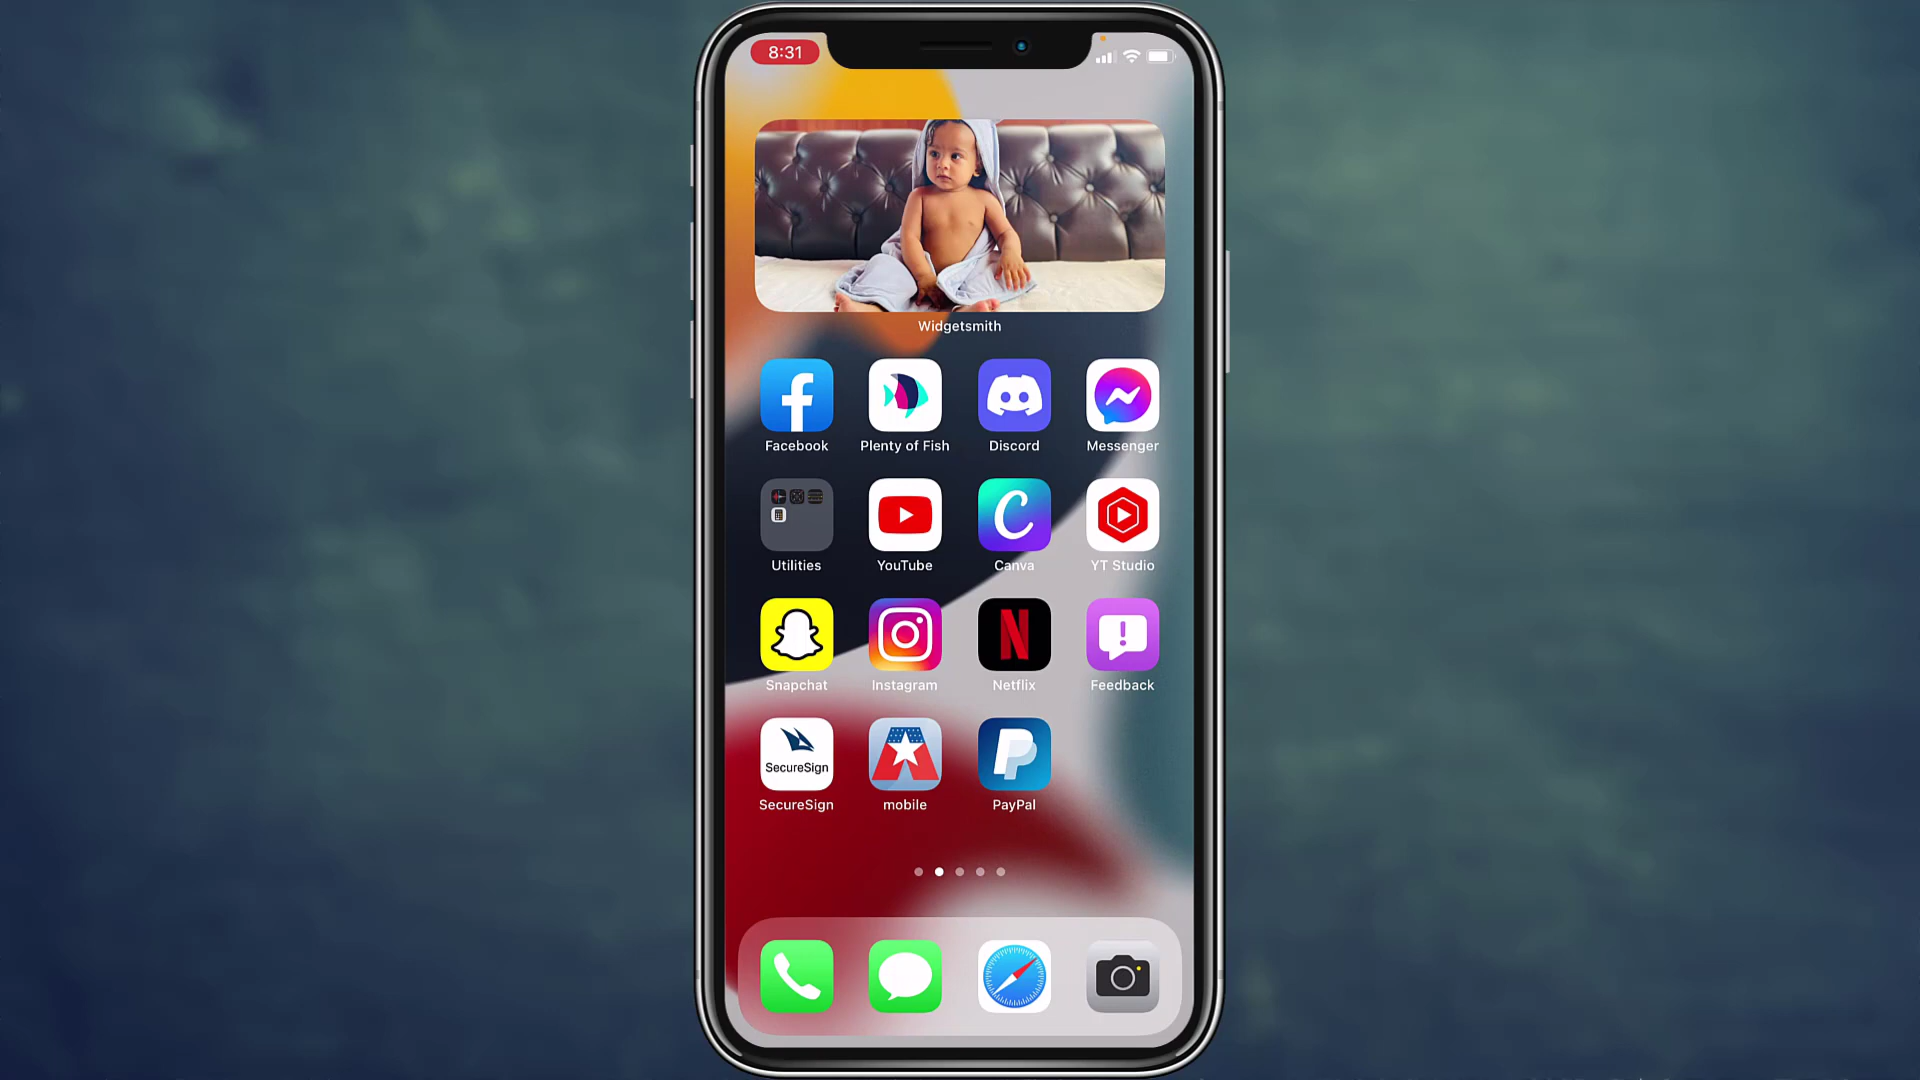 8:31
Widgetsmith
Facebook
Plenty of Fish
Discord
Messenger
Utilities
YouTube
Canva
YT Studio
Snapchat
Instagram
Netflix
Feedback
SecureSign
SecureSign
mobile
PayPal